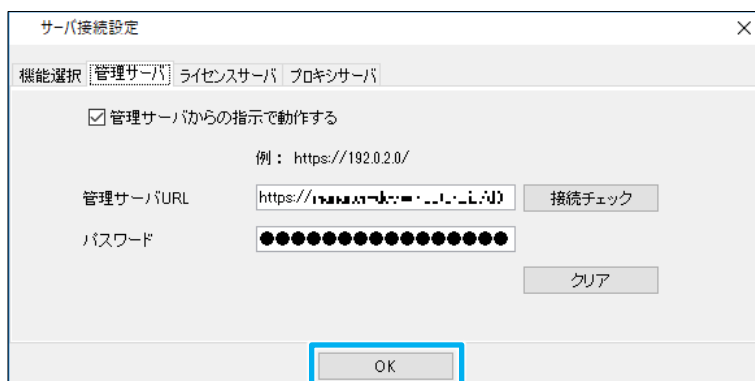 サーバ接続設定
機能選択 管理サーバ ライセンスサーバ プロキシサーバ
管理サーバからの指示で動作する
例： https://192.0.2.0/
管理サーバURL https:// 接続チェック
パスワード ●●●●●●●●●●●●●●●●
クリア
OK